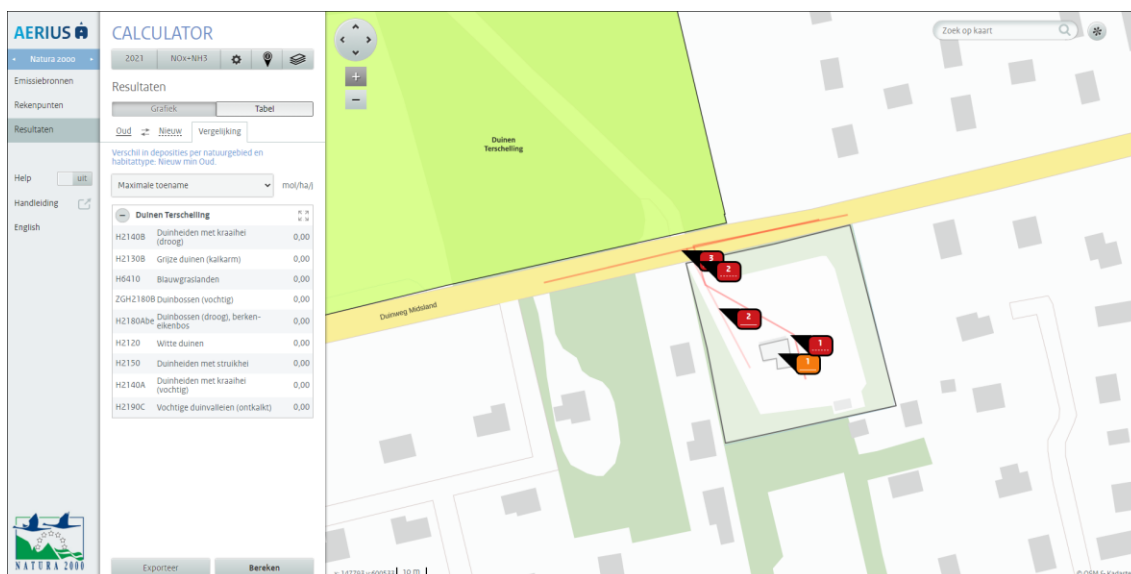 AERIUS
CALCULATOR
Natura 2000
2021
NOx+NH3
Zoek op kaart
Emissiebronnen
Rekenpunten
Resultaten
Help
uit
Handleiding
English
Resultaten
Grafiek
Tabel
Oud
Nieuw
Vergelijking
Verschil in deposities per natuurgebied en
habitattype: Nieuw min Oud.
Maximale toename
mol/ha/j
Duinen Terschelling
H2140B Duinheiden met kraaihei (droog) 0,00
H2130B Grijze duinen (kalkarm) 0,00
H6410 Blauwgraslanden 0,00
ZGH2180B Duinbossen (vochtig) 0,00
H2180Abe Duinbossen (droog), berken-eikenbos 0,00
H2120 Witte duinen 0,00
H2150 Duinheiden met struikhei 0,00
H2140A Duinheiden met kraaihei (vochtig) 0,00
H2190C Vochtige duinvalleien (ontkalkt) 0,00
Exporteer
Bereken
NATURA 2000
Duinen
Terschelling
Duinweg Midsland
3
2
2
1
1
10 m